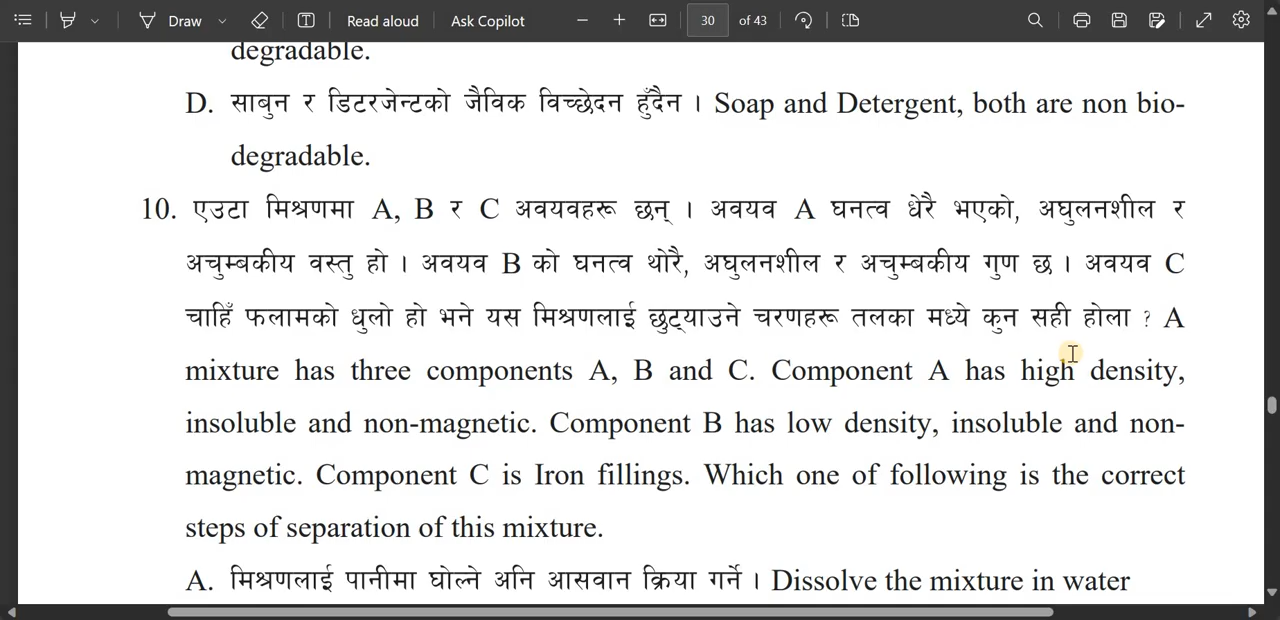 Draw
Read aloud
Ask Copilot
30
of 43
degradable.
D. साबुन र डिटरजेन्टको जैविक विच्छेदन हुँदैन । Soap and Detergent, both are non bio-
degradable.
10. एउटा मिश्रणमा A, B र C अवयवहरू छन् । अवयव A घनत्व धेरै भएको, अघुलनशील र
अचुम्बकीय वस्तु हो । अवयव B को घनत्व थोरै, अघुलनशील र अचुम्बकीय गुण छ । अवयव C
चाहिँ फलामको धुलो हो भने यस मिश्रणलाई छुट्याउने चरणहरू तलका मध्ये कुन सही होला ? A
mixture has three components A, B and C. Component A has high density,
insoluble and non-magnetic. Component B has low density, insoluble and non-
magnetic. Component C is Iron fillings. Which one of following is the correct
steps of separation of this mixture.
A. मिश्रणलाई पानीमा घोल्ने अनि आसवान क्रिया गर्ने । Dissolve the mixture in water